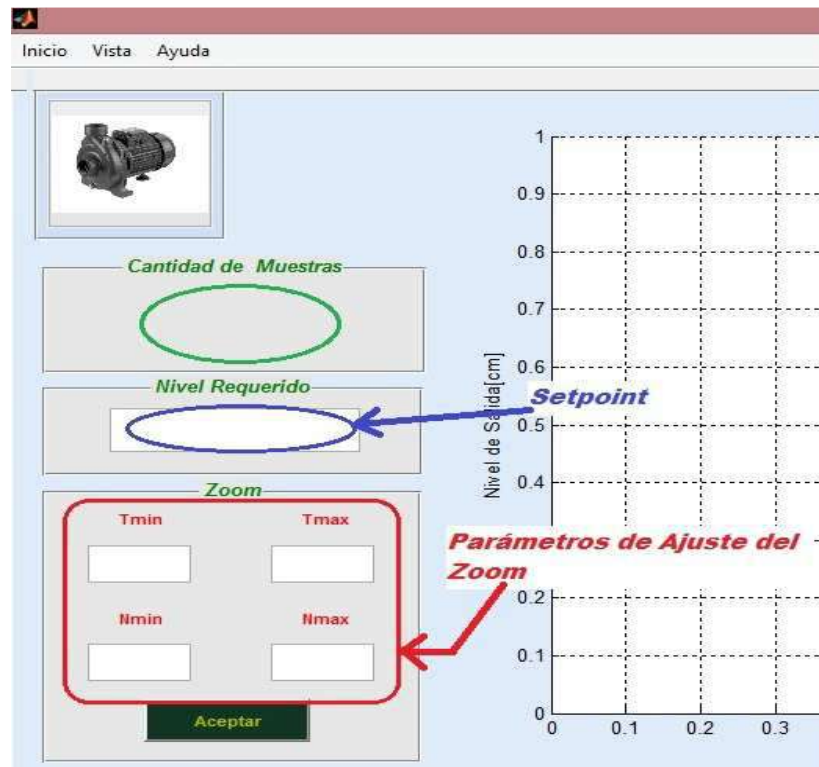 Inicio Vista Ayuda
Cantidad de Muestras
Nivel Requerido
Zoom
Tmin Tmax
Nmin Nmax
Aceptar
Nivel de Salida[cm]
1
0.9
0.8
0.7
0.6
0.5
0.4
0.2
0.1
0
0 0.1 0.2 0.3
Setpoint
Parámetros de Ajuste del
Zoom